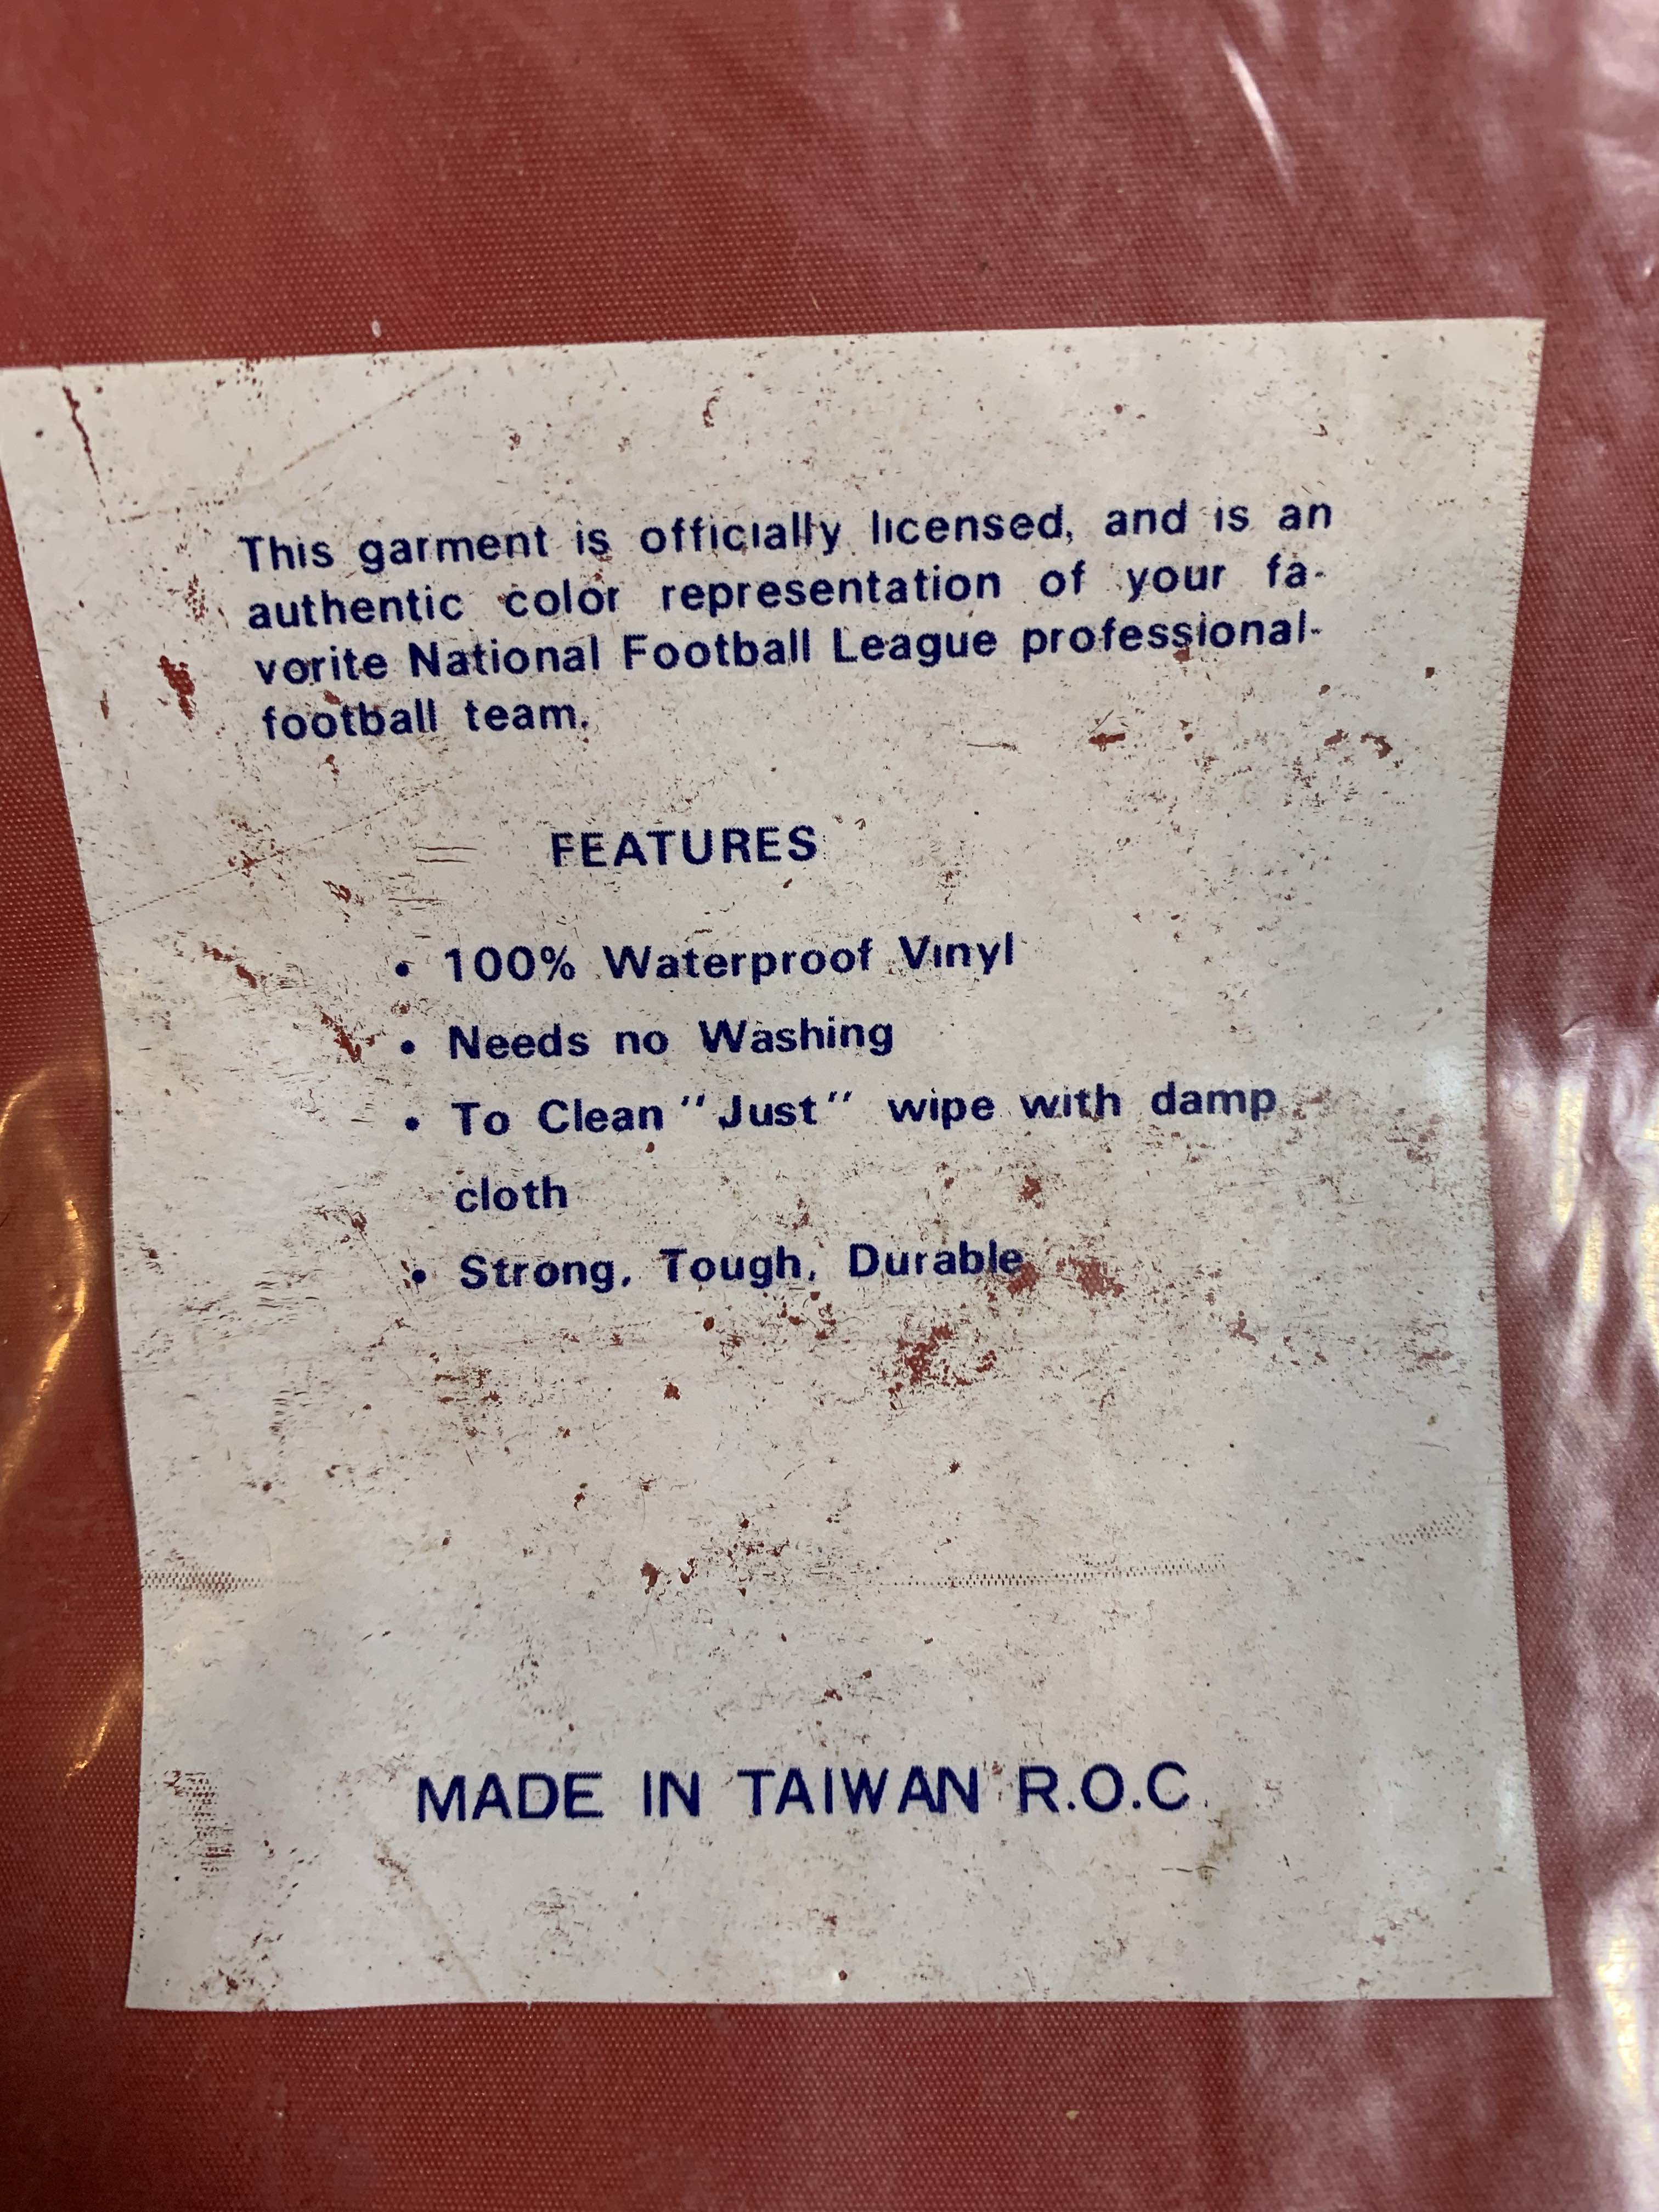 This garment is officially licensed, and is an
authentic color representation of your fa-
vorite National Football League professional-
football team.
FEATURES
• 100% Waterproof Vinyl
• Needs no Washing
• To Clean "Just" wipe with damp
cloth
• Strong, Tough, Durable
MADE IN TAIWAN R.O.C.